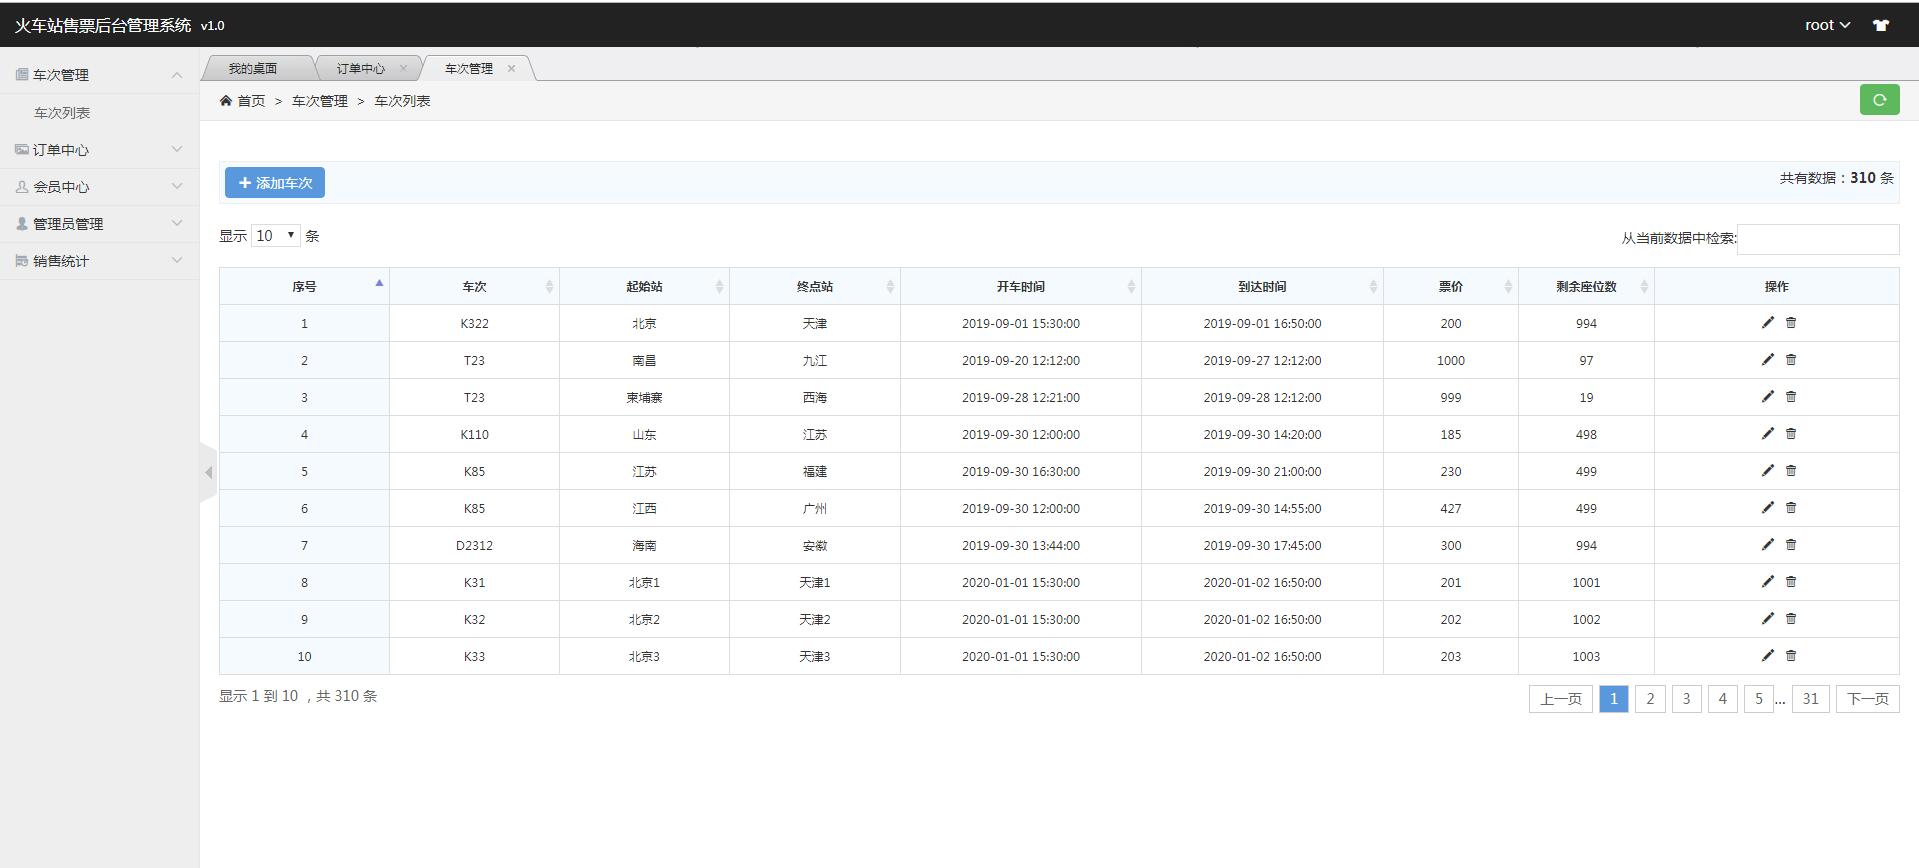 火车站售票后台管理系统 v1.0
root
车次管理
车次列表
订单中心
会员中心
管理员管理
销售统计
我的桌面 订单中心 车次管理
首页 > 车次管理 > 车次列表
添加车次
共有数据：310 条
显示 10 条
从当前数据中检索:
序号 车次 起始站 终点站 开车时间 到达时间 票价 剩余座位数 操作
1 K322 北京 天津 2019-09-01 15:30:00 2019-09-01 16:50:00 200 994
2 T23 南昌 九江 2019-09-20 12:12:00 2019-09-27 12:12:00 1000 97
3 T23 柬埔寨 西海 2019-09-28 12:21:00 2019-09-28 12:12:00 999 19
4 K110 山东 江苏 2019-09-30 12:00:00 2019-09-30 14:20:00 185 498
5 K85 江苏 福建 2019-09-30 16:30:00 2019-09-30 21:00:00 230 499
6 K85 江西 广州 2019-09-30 12:00:00 2019-09-30 14:55:00 427 499
7 D2312 海南 安徽 2019-09-30 13:44:00 2019-09-30 17:45:00 300 994
8 K31 北京1 天津1 2020-01-01 15:30:00 2020-01-02 16:50:00 201 1001
9 K32 北京2 天津2 2020-01-01 15:30:00 2020-01-02 16:50:00 202 1002
10 K33 北京3 天津3 2020-01-01 15:30:00 2020-01-02 16:50:00 203 1003
显示 1 到 10 ，共 310 条
上一页 1 2 3 4 5 ... 31 下一页